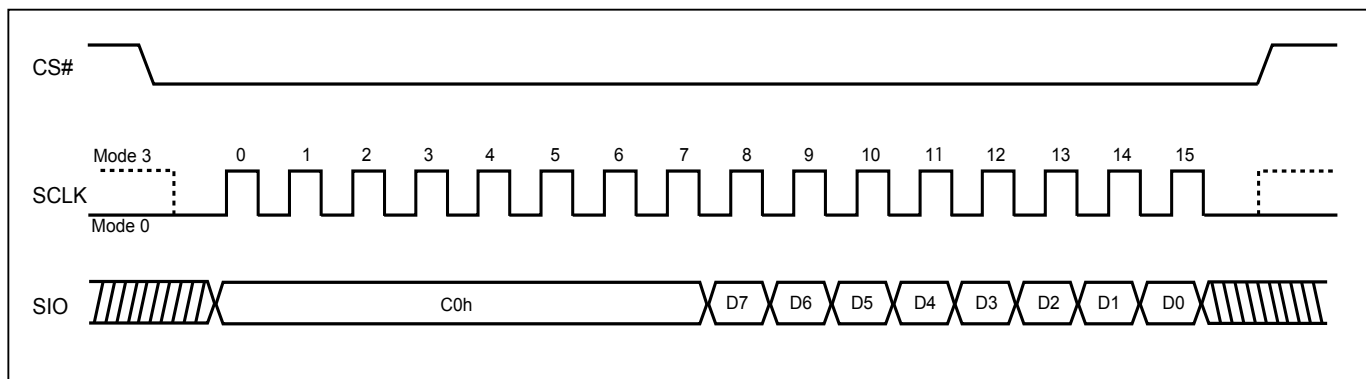 CS#
Mode 3 0 1 2 3 4 5 6 7 8 9 10 11 12 13 14 15
SCLK
Mode 0
SIO C0h D7 D6 D5 D4 D3 D2 D1 D0